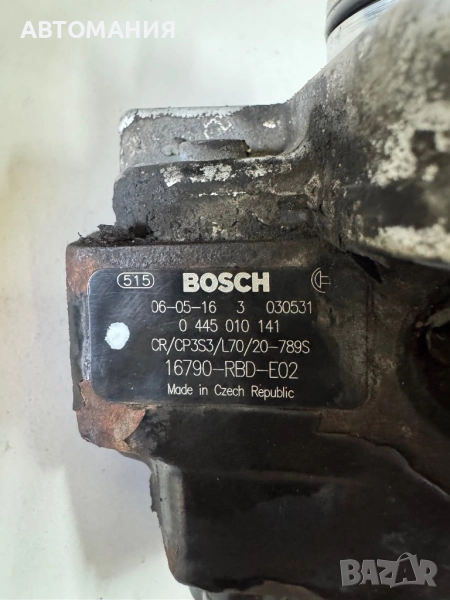 АВТОМАНИЯ
515 BOSCH
06-05-16 3 030531
0 445 010 141
CR/CP3S3/L70/20-789S
16790-RBD-E02
Made in Czech Republic
BAZAR